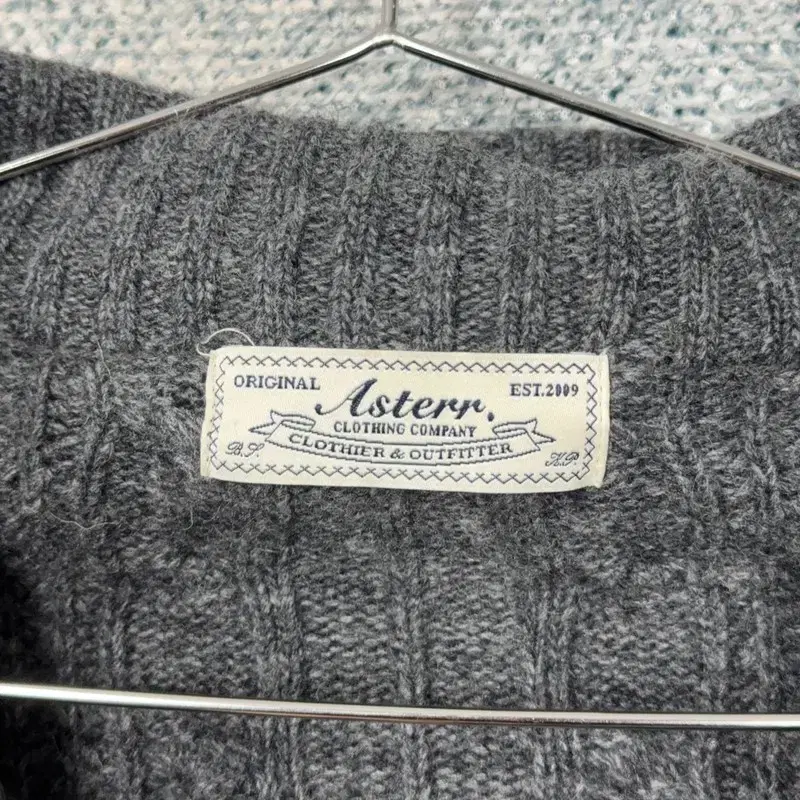 ORIGINAL
EST.2009
Asterr.
CLOTHING COMPANY
CLOTHIER & OUTFITTER
B.S.
K.P.